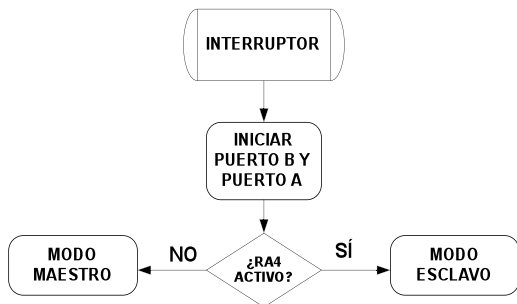 INTERRUPTOR
INICIAR
PUERTO B Y
PUERTO A
¿RA4
ACTIVO?
NO
SÍ
MODO
MAESTRO
MODO
ESCLAVO